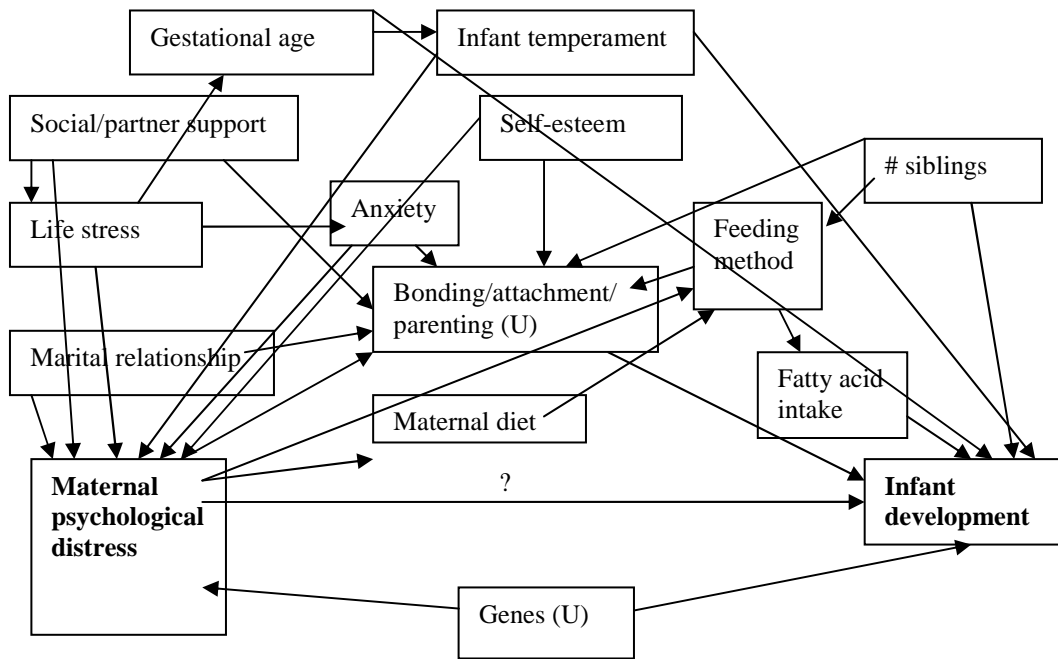 Gestational age
Infant temperament
Social/partner support
Self-esteem
# siblings
Life stress
Anxiety
Feeding
method
Bonding/attachment/
parenting (U)
Marital relationship
Fatty acid
intake
Maternal diet
Maternal
psychological
distress
?
Infant
development
Genes (U)